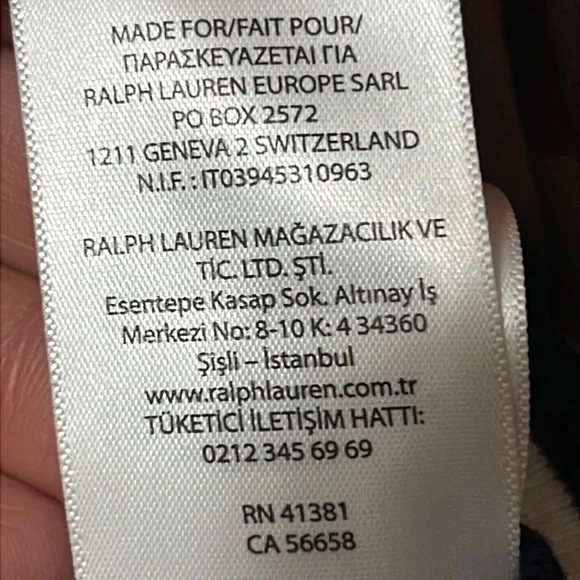 MADE FOR/FAIT POUR/
ΠΑΡΑΣΚΕΥΑΖΕΤΑΙ ΓΙΑ
RALPH LAUREN EUROPE SARL
PO BOX 2572
1211 GENEVA 2 SWITZERLAND
N.I.F. : IT03945310963
RALPH LAUREN MAĞAZACILIK VE
TİC. LTD. ŞTİ.
Esentepe Kasap Sok. Altınay İş
Merkezi No: 8-10 K: 4 34360
Şişli – İstanbul
www.ralphlauren.com.tr
TÜKETİCİ İLETİŞİM HATTI:
0212 345 69 69
RN 41381
CA 56658